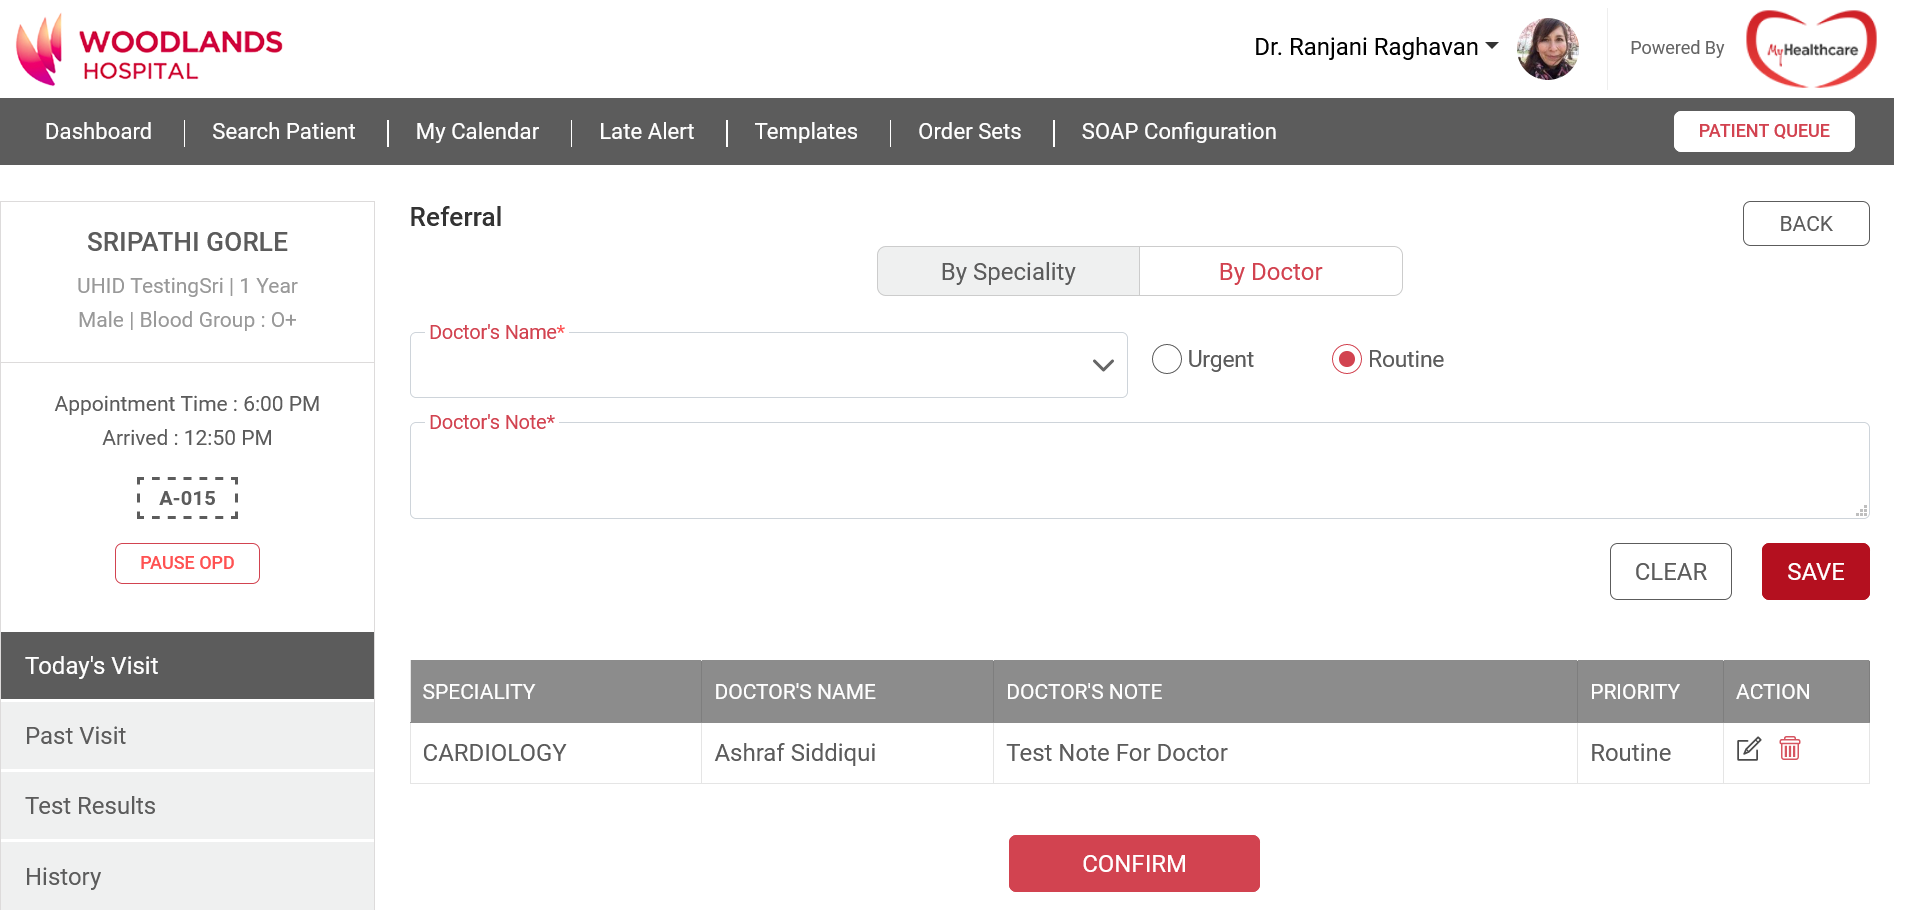 WOODLANDS
HOSPITAL
Dr. Ranjani Raghavan
Powered By
MyHealthcare
Dashboard
Search Patient
My Calendar
Late Alert
Templates
Order Sets
SOAP Configuration
PATIENT QUEUE
SRIPATHI GORLE
UHID TestingSri | 1 Year
Male | Blood Group : O+
Appointment Time : 6:00 PM
Arrived : 12:50 PM
A-015
PAUSE OPD
Today's Visit
Past Visit
Test Results
History
Referral
BACK
By Speciality
By Doctor
Doctor's Name*
Urgent
Routine
Doctor's Note*
CLEAR
SAVE
SPECIALITY
DOCTOR'S NAME
DOCTOR'S NOTE
PRIORITY
ACTION
CARDIOLOGY
Ashraf Siddiqui
Test Note For Doctor
Routine
CONFIRM